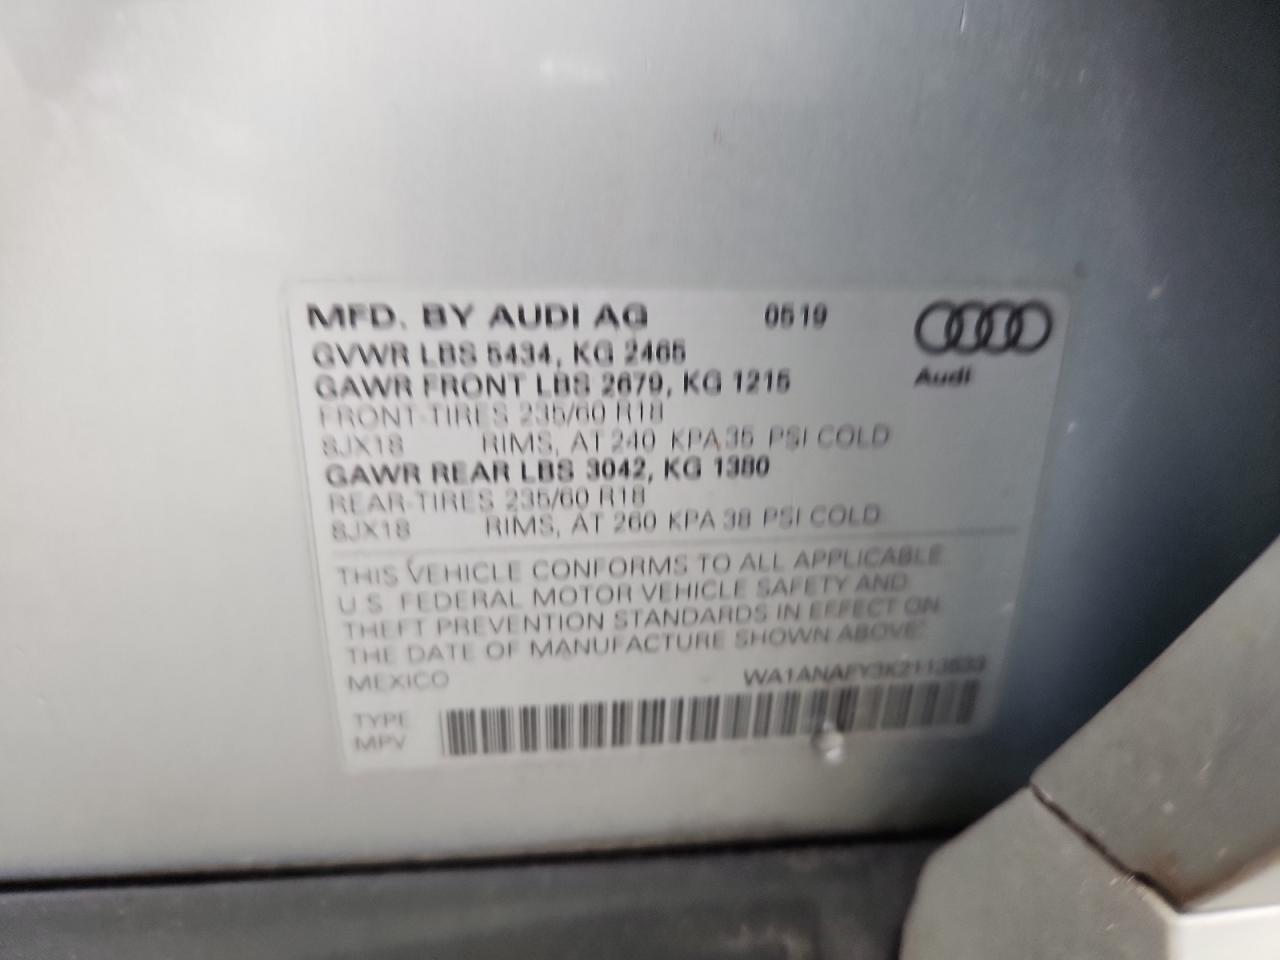 MFD. BY AUDI AG 0519
GVWR LBS 5434, KG 2465
Audi
GAWR FRONT LBS 2679, KG 1215
FRONT-TIRES 235/60 R18
8JX18 RIMS, AT 240 KPA 35 PSI COLD
GAWR REAR LBS 3042, KG 1380
REAR-TIRES 235/60 R18
8JX18 RIMS, AT 260 KPA 38 PSI COLD
THIS VEHICLE CONFORMS TO ALL APPLICABLE
U.S. FEDERAL MOTOR VEHICLE SAFETY AND
THEFT PREVENTION STANDARDS IN EFFECT ON
THE DATE OF MANUFACTURE SHOWN ABOVE.
MEXICO
TYPE
MPV